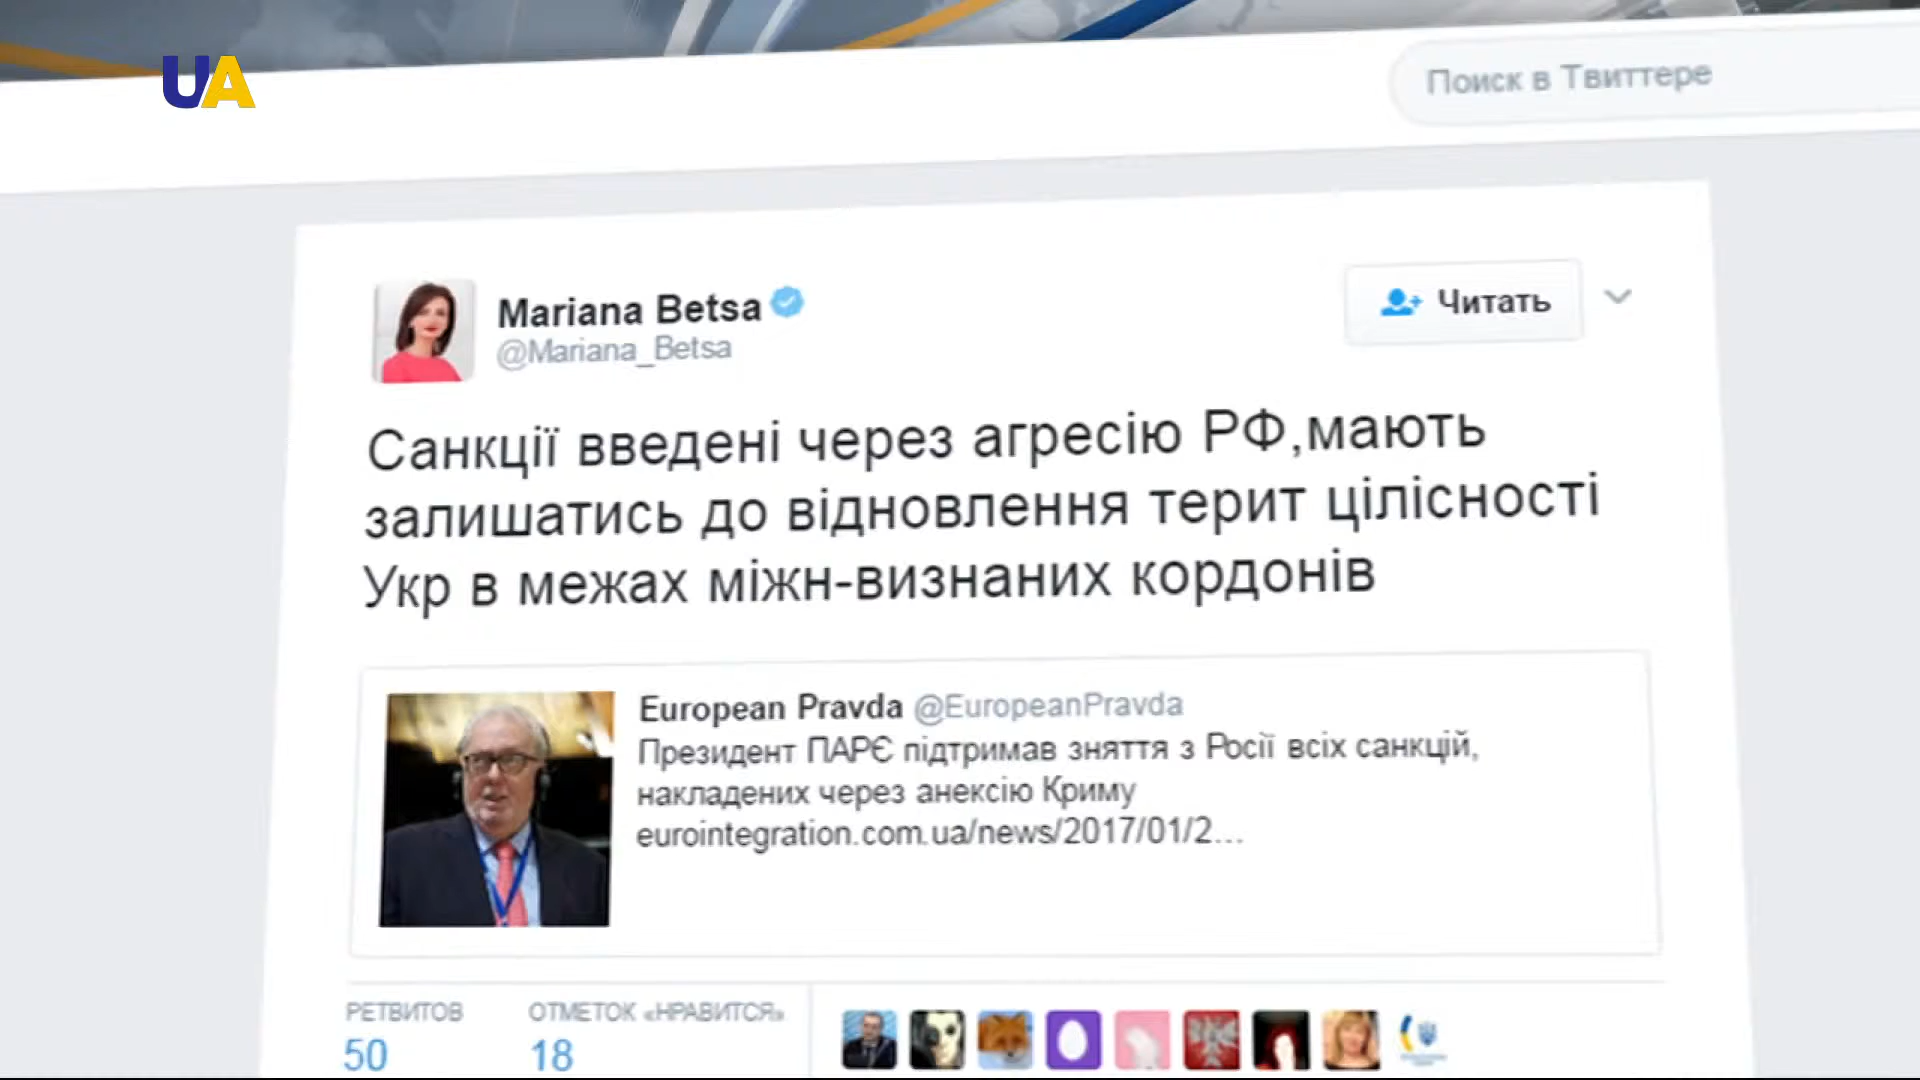 UA
Поиск в Твиттере
Mariana Betsa
@Mariana_Betsa
Читать
Санкції введені через агресію РФ,мають
залишатись до відновлення терит цілісності
Укр в межах міжн-визнаних кордонів
European Pravda @EuropeanPravda
Президент ПАРЄ підтримав зняття з Росії всіх санкцій,
накладених через анексію Криму
eurointegration.com.ua/news/2017/01/2...
РЕТВИТОВ
ОТМЕТОК «НРАВИТСЯ»
50
18